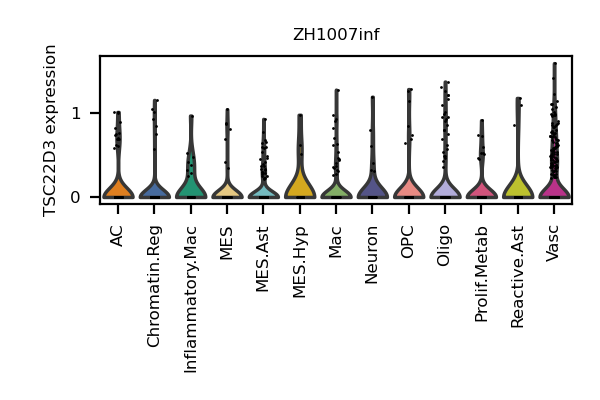 ZH1007inf
TSC22D3 expression
1
0
AC
Chromatin.Reg
Inflammatory.Mac
MES
MES.Ast
MES.Hyp
Mac
Neuron
OPC
Oligo
Prolif.Metab
Reactive.Ast
Vasc